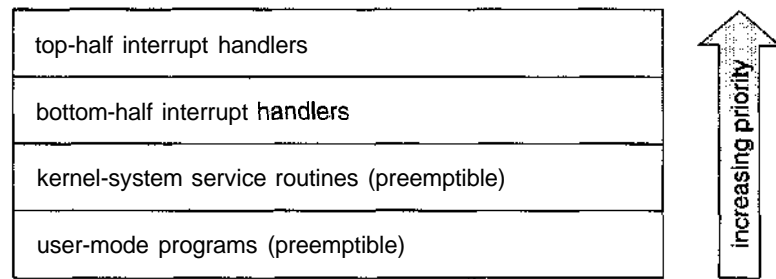 top-half interrupt handlers
bottom-half interrupt handlers
kernel-system service routines (preemptible)
user-mode programs (preemptible)
increasing priority